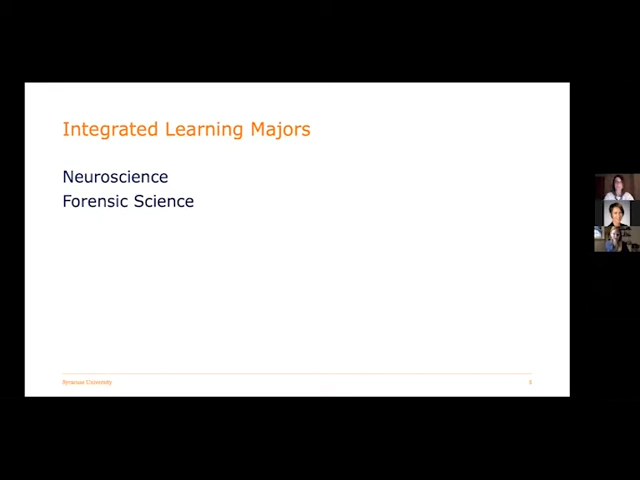 Integrated Learning Majors
Neuroscience
Forensic Science
Syracuse University